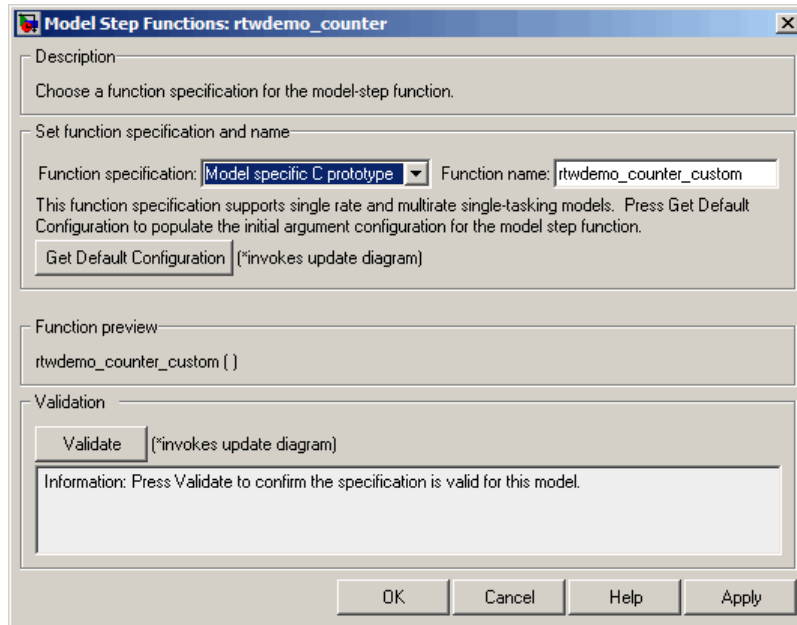 Model Step Functions: rtwdemo_counter
Description
Choose a function specification for the model-step function.
Set function specification and name
Function specification: Model specific C prototype Function name: rtwdemo_counter_custom
This function specification supports single rate and multirate single-tasking models. Press Get Default
Configuration to populate the initial argument configuration for the model step function.
Get Default Configuration (*invokes update diagram)
Function preview
rtwdemo_counter_custom ( )
Validation
Validate (*invokes update diagram)
Information: Press Validate to confirm the specification is valid for this model.
OK Cancel Help Apply